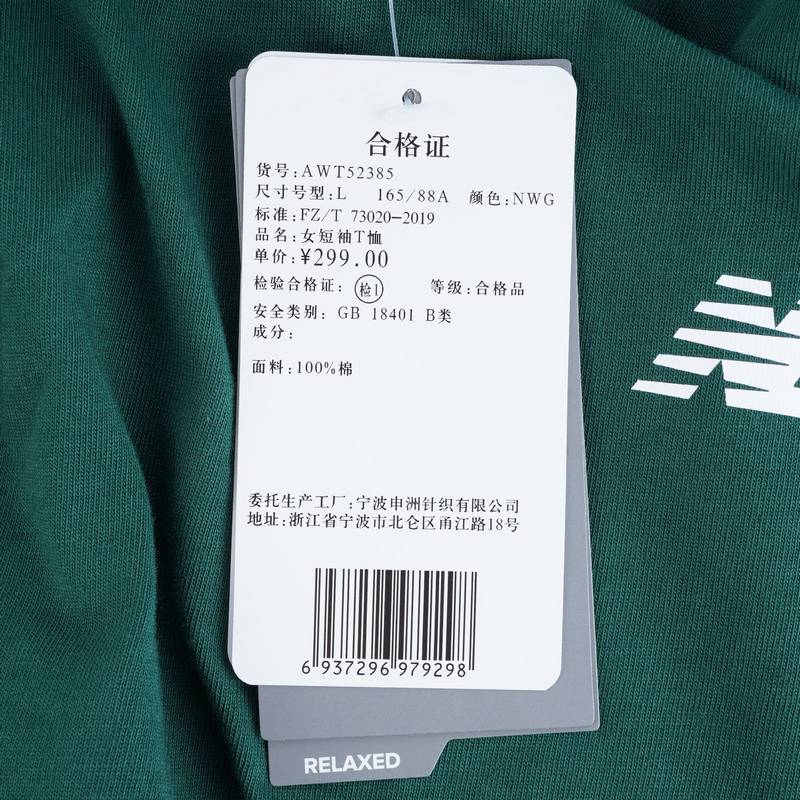 合格证
货号:AWT52385
尺寸号型:L 165/88A 颜色:NWG
标准:FZ/T 73020-2019
品名:女短袖T恤
单价:¥299.00
检验合格证: 检1 等级:合格品
安全类别: GB 18401 B类
成分:
面料:100%棉
委托生产工厂:宁波申洲针织有限公司
地址:浙江省宁波市北仑区甬江路18号
6 937296 979298
RELAXED